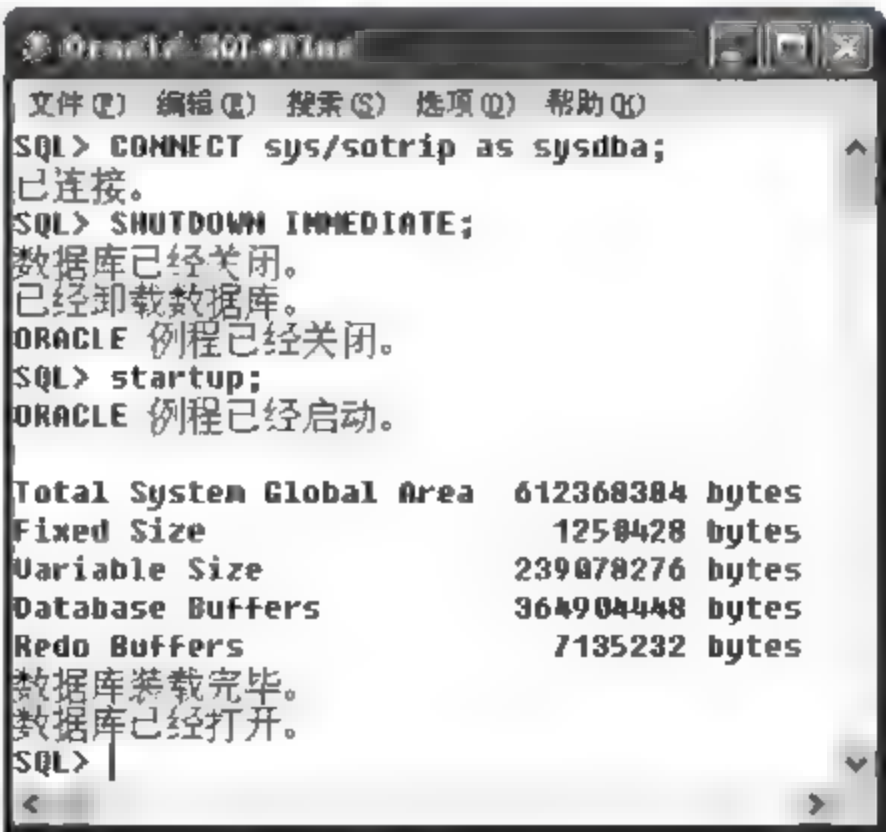 Oracle SQL*Plus
文件(F) 编辑(E) 搜索(S) 选项(O) 帮助(H)
SQL> CONNECT sys/sotrip as sysdba;
已连接。
SQL> SHUTDOWN IMMEDIATE;
数据库已经关闭。
已经卸载数据库。
ORACLE 例程已经关闭。
SQL> startup;
ORACLE 例程已经启动。
Total System Global Area 612368384 bytes
Fixed Size 1250428 bytes
Variable Size 239078276 bytes
Database Buffers 364904448 bytes
Redo Buffers 7135232 bytes
数据库装载完毕。
数据库已经打开。
SQL>